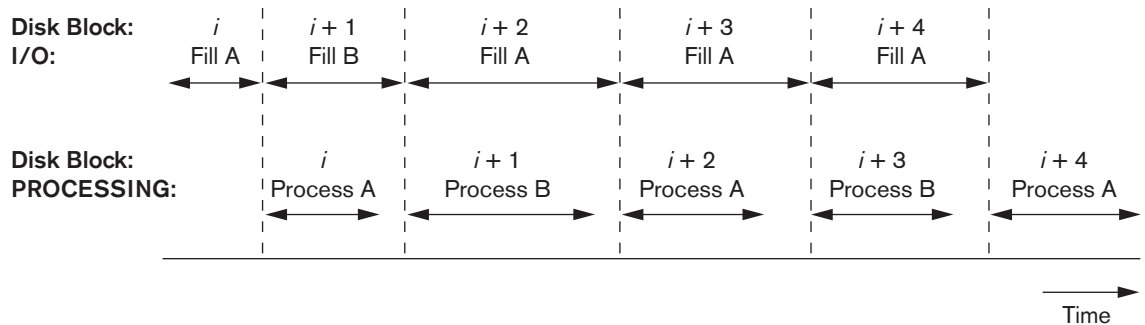 Disk Block: i i + 1 i + 2 i + 3 i + 4
I/O: Fill A Fill B Fill A Fill A Fill A
Disk Block: i i + 1 i + 2 i + 3 i + 4
PROCESSING: Process A Process B Process A Process B Process A
Time